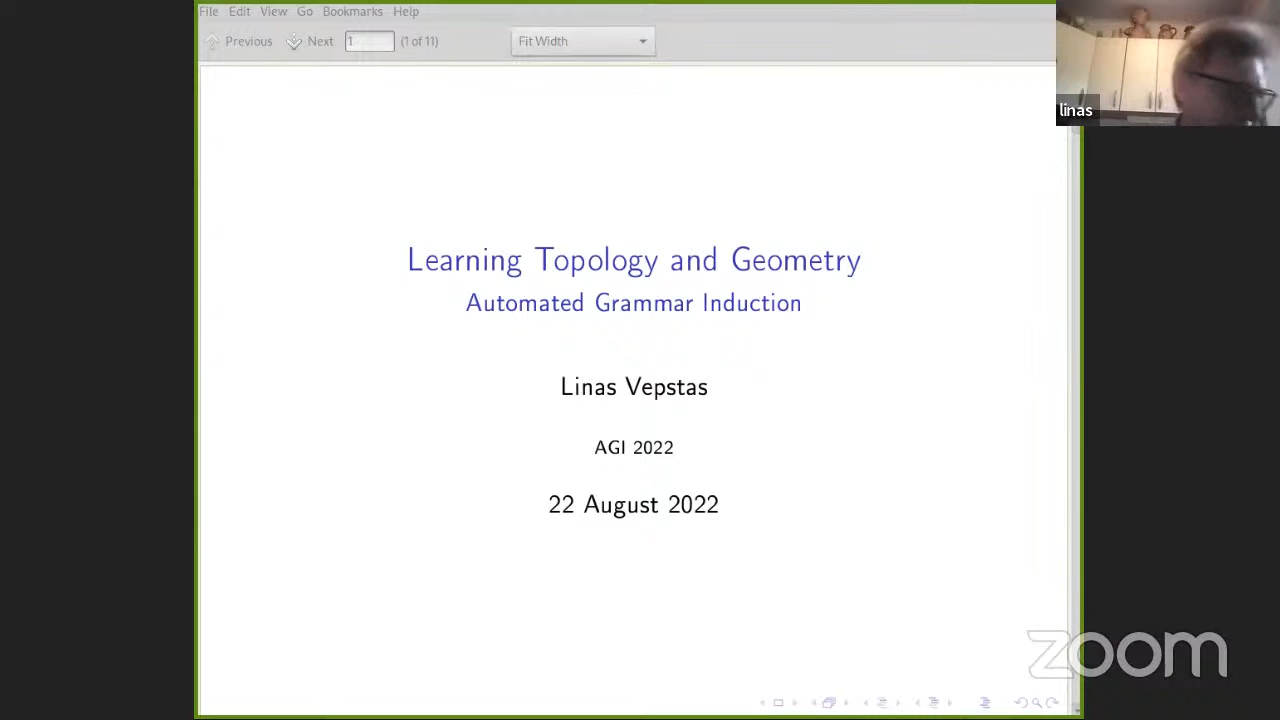 File Edit View Go Bookmarks Help
Previous Next 1 (1 of 11) Fit Width
linas
Learning Topology and Geometry
Automated Grammar Induction
Linas Vepstas
AGI 2022
22 August 2022
zoom